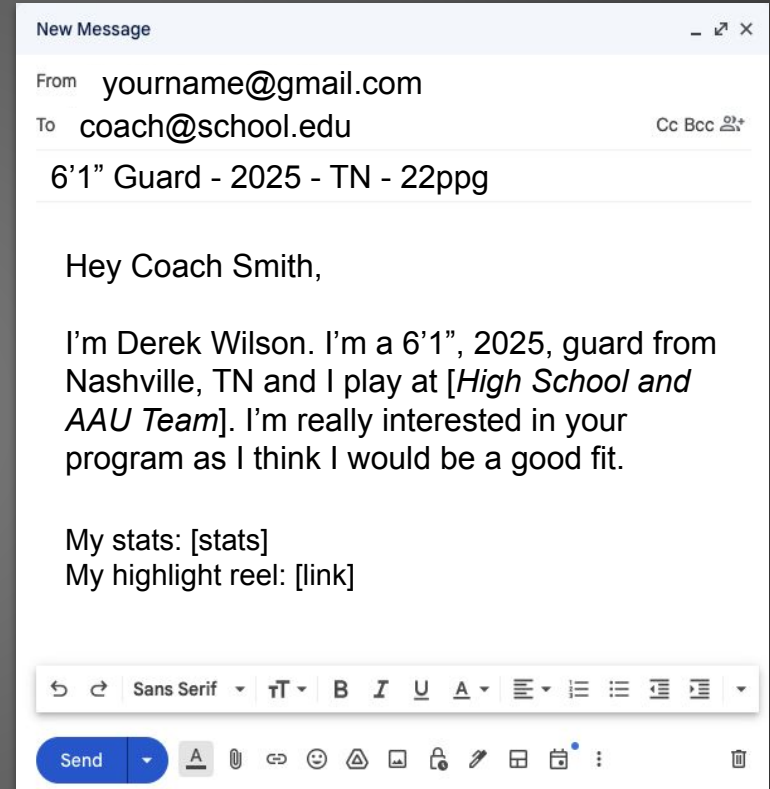 New Message
From yourname@gmail.com
To coach@school.edu Cc Bcc
6’1” Guard - 2025 - TN - 22ppg
Hey Coach Smith,
I’m Derek Wilson. I’m a 6’1”, 2025, guard from
Nashville, TN and I play at [High School and
AAU Team]. I’m really interested in your
program as I think I would be a good fit.
My stats: [stats]
My highlight reel: [link]
Sans Serif B I U A
Send A